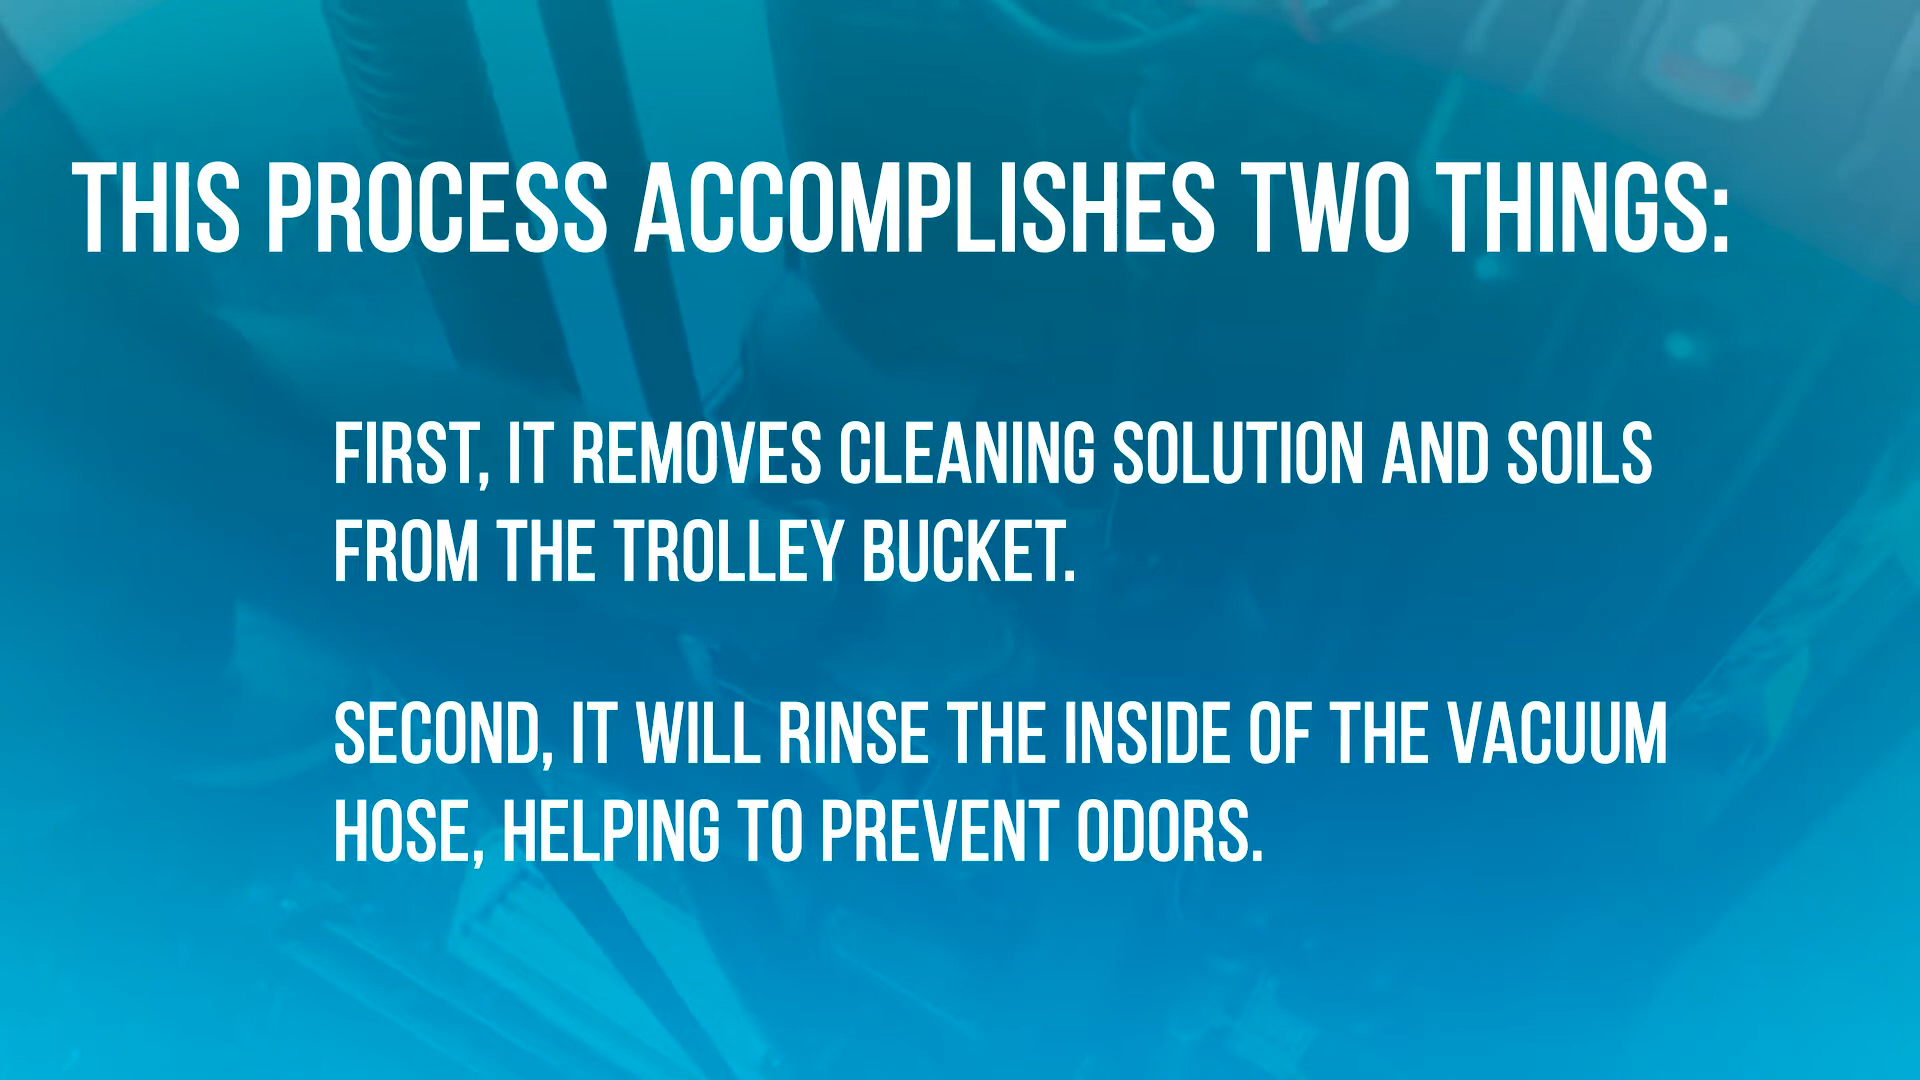 THIS PROCESS ACCOMPLISHES TWO THINGS:
FIRST, IT REMOVES CLEANING SOLUTION AND SOILS
FROM THE TROLLEY BUCKET.
SECOND, IT WILL RINSE THE INSIDE OF THE VACUUM
HOSE, HELPING TO PREVENT ODORS.